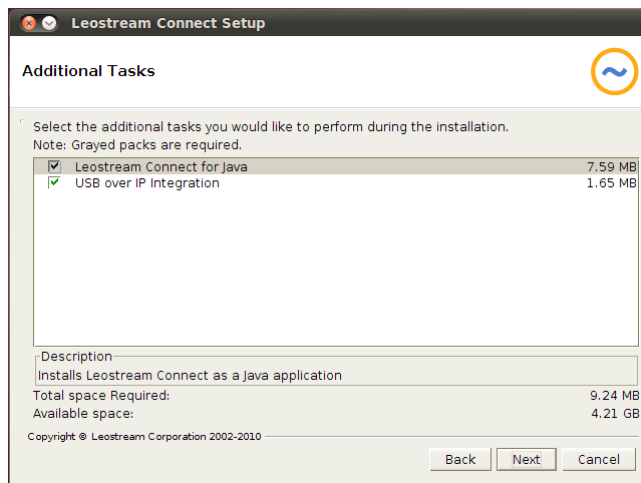 Leostream Connect Setup
Additional Tasks
Select the additional tasks you would like to perform during the installation.
Note: Grayed packs are required.
Leostream Connect for Java 7.59 MB
USB over IP Integration 1.65 MB
Description
Installs Leostream Connect as a Java application
Total space Required: 9.24 MB
Available space: 4.21 GB
Copyright © Leostream Corporation 2002-2010
Back Next Cancel